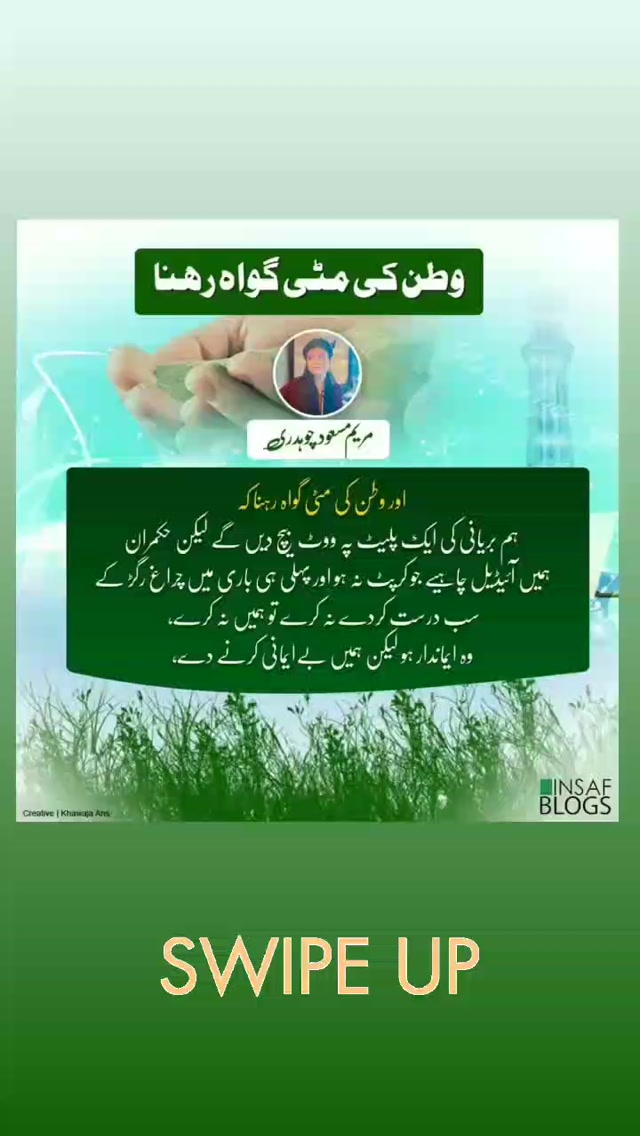 وطن کی مٹی گواہ رھنا
مریم مسعود چوہدری
اور وطن کی مٹی گواہ رہنا کہ
ہم بریانی کی ایک پلیٹ پہ ووٹ بیچ دیں گے لیکن حکمران
ہمیں آئیڈیل چاہیے جو کرپٹ نہ ہو اور پہلی ہی باری میں چراغ رگڑ کے
سب درست کر دے نہ کرے تو ہمیں نہ کرے،
وہ ایماندار ہو لیکن ہمیں بے ایمانی کرنے دے،
Creative | Khawaja Ans
INSAF
BLOGS
SWIPE UP